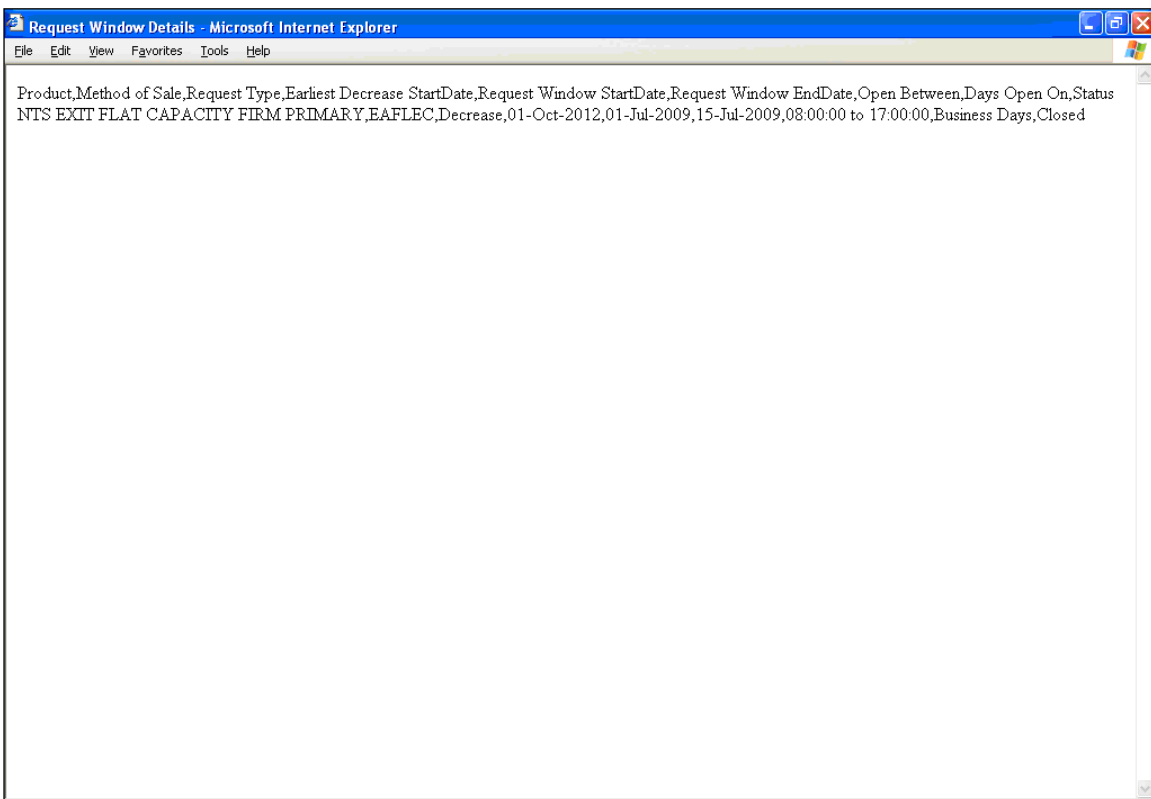 Request Window Details - Microsoft Internet Explorer
File Edit View Favorites Tools Help
Product,Method of Sale,Request Type,Earliest Decrease StartDate,Request Window StartDate,Request Window EndDate,Open Between,Days Open On,Status
NTS EXIT FLAT CAPACITY FIRM PRIMARY,EAFLEC,Decrease,01-Oct-2012,01-Jul-2009,15-Jul-2009,08:00:00 to 17:00:00,Business Days,Closed